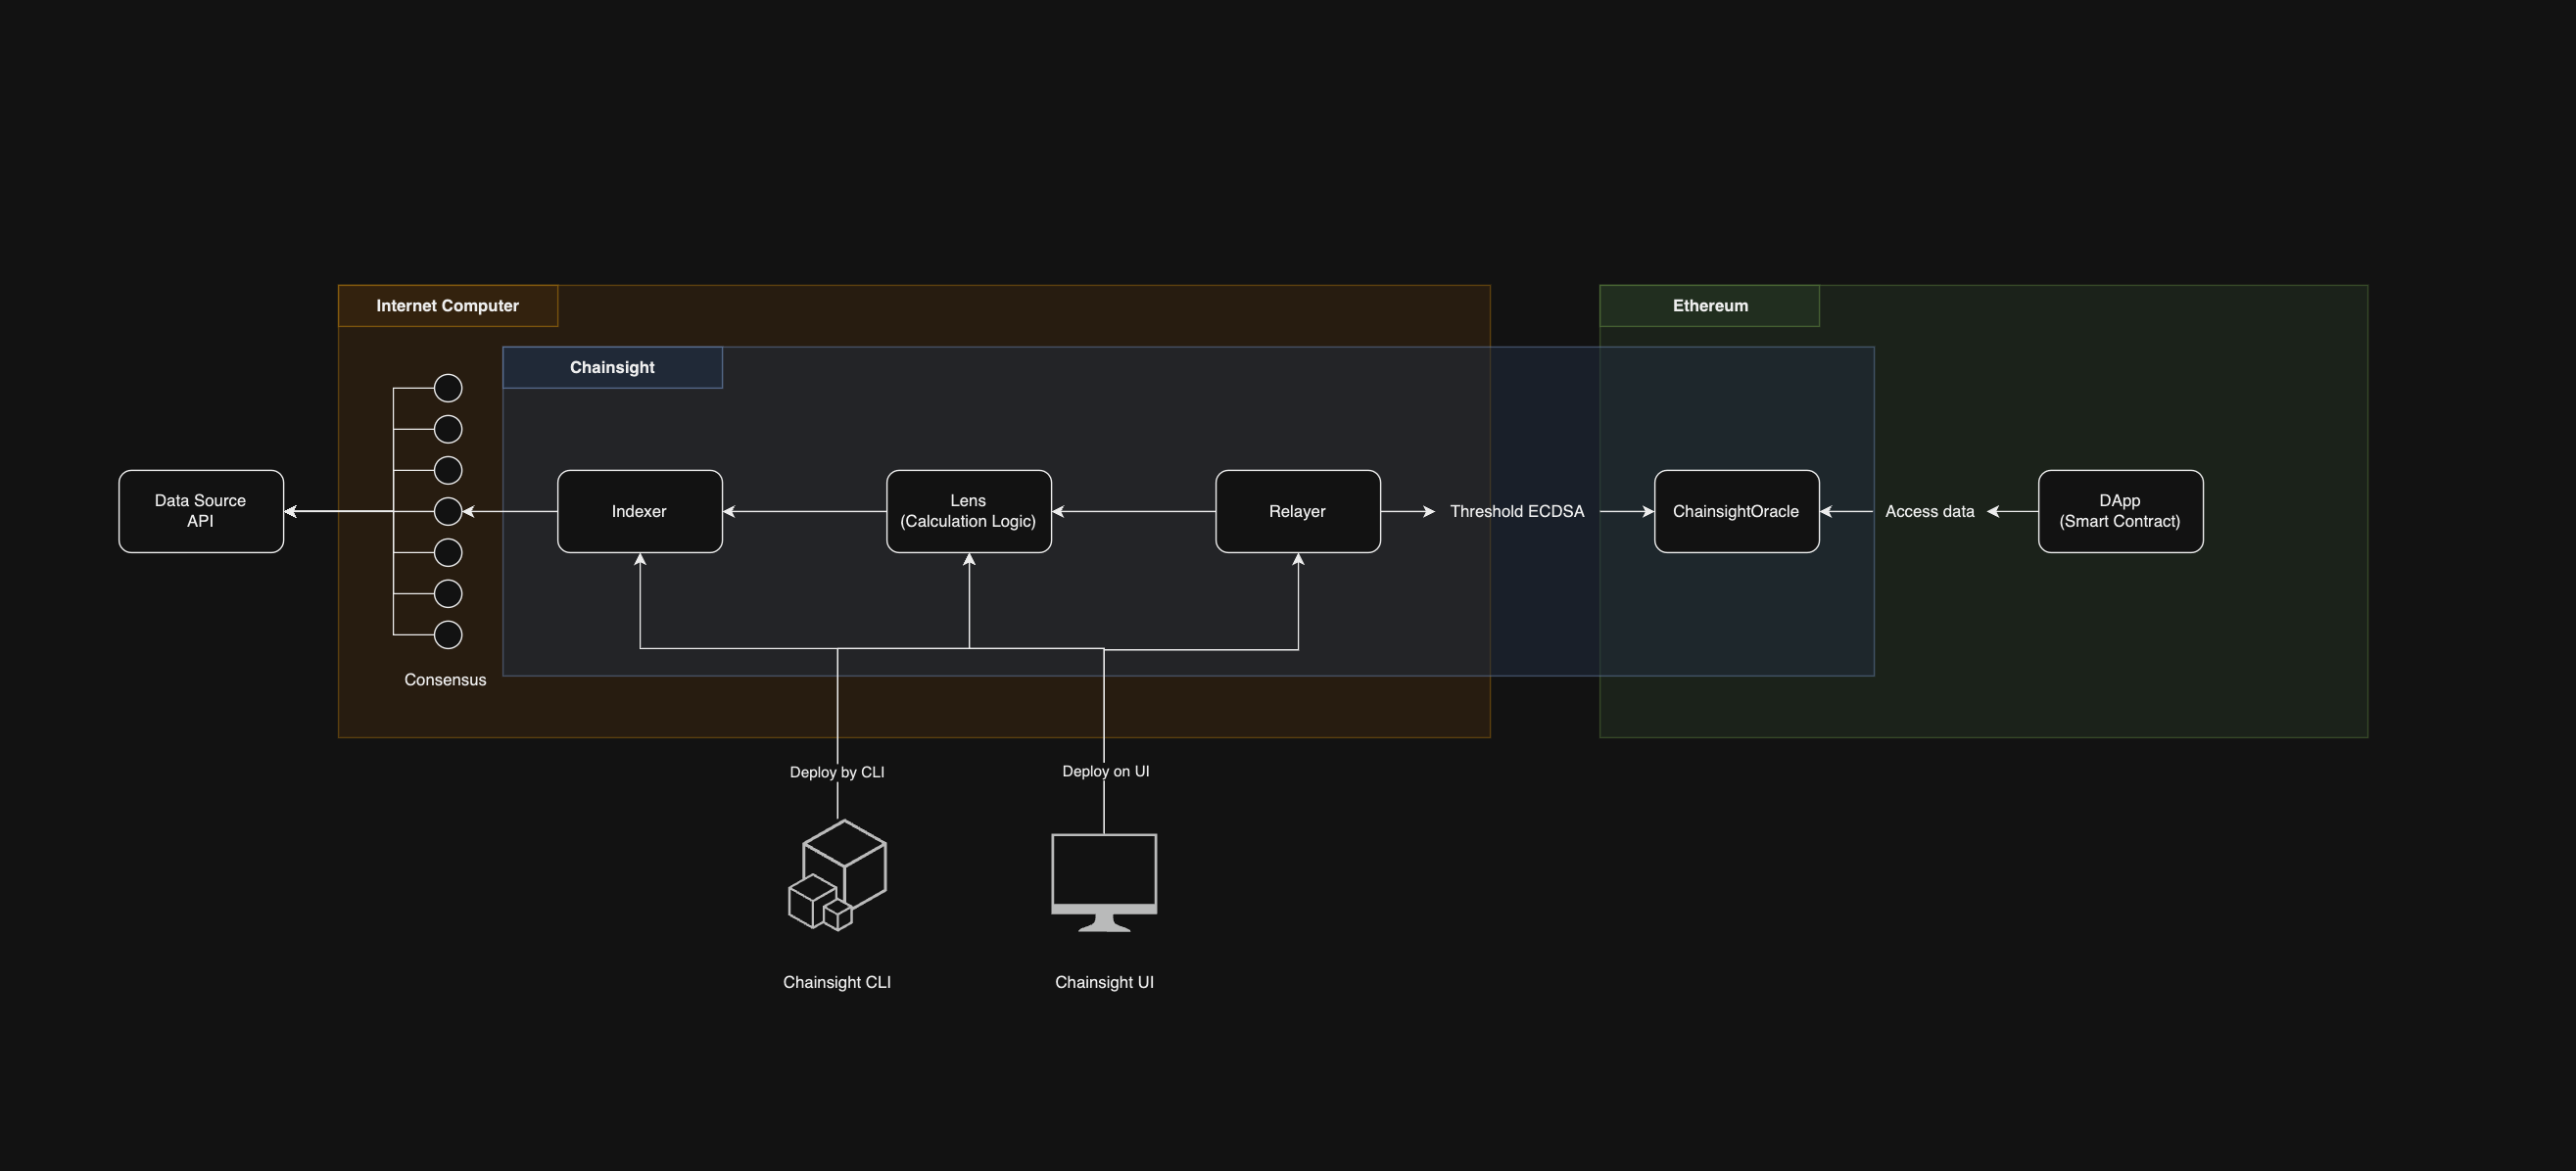 Internet Computer
Ethereum
Chainsight
Data Source
API
Indexer
Lens
(Calculation Logic)
Relayer
Threshold ECDSA
ChainsightOracle
Access data
DApp
(Smart Contract)
Consensus
Deploy by CLI
Deploy on UI
Chainsight CLI
Chainsight UI